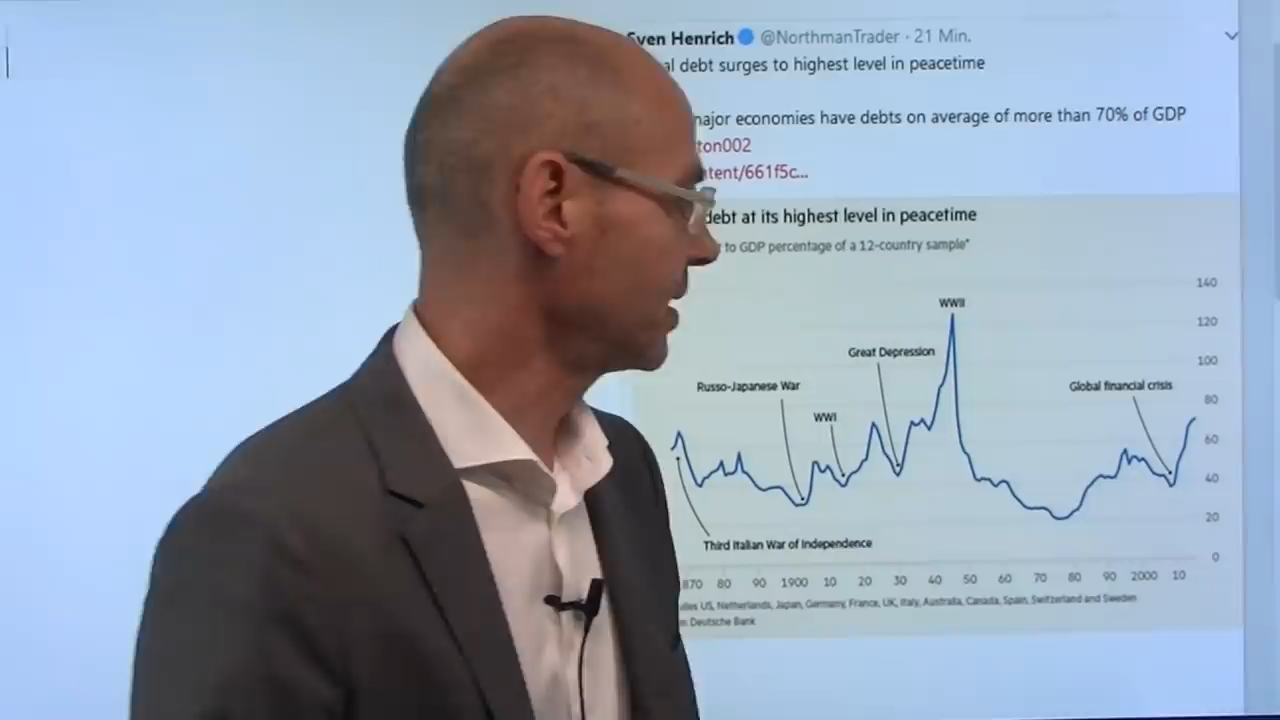 Sven Henrich @NorthmanTrader · 21 Min.
al debt surges to highest level in peacetime
major economies have debts on average of more than 70% of GDP
ton002
tent/661f5c...
debt at its highest level in peacetime
to GDP percentage of a 12-country sample*
140
WWII
120
Great Depression
100
Russo-Japanese War
Global financial crisis
80
WWI
60
40
20
Third Italian War of Independence
0
870 80 90 1900 10 20 30 40 50 60 70 80 90 2000 10
US, Netherlands, Japan, Germany, France, UK, Italy, Australia, Canada, Spain, Switzerland and Sweden
Deutsche Bank